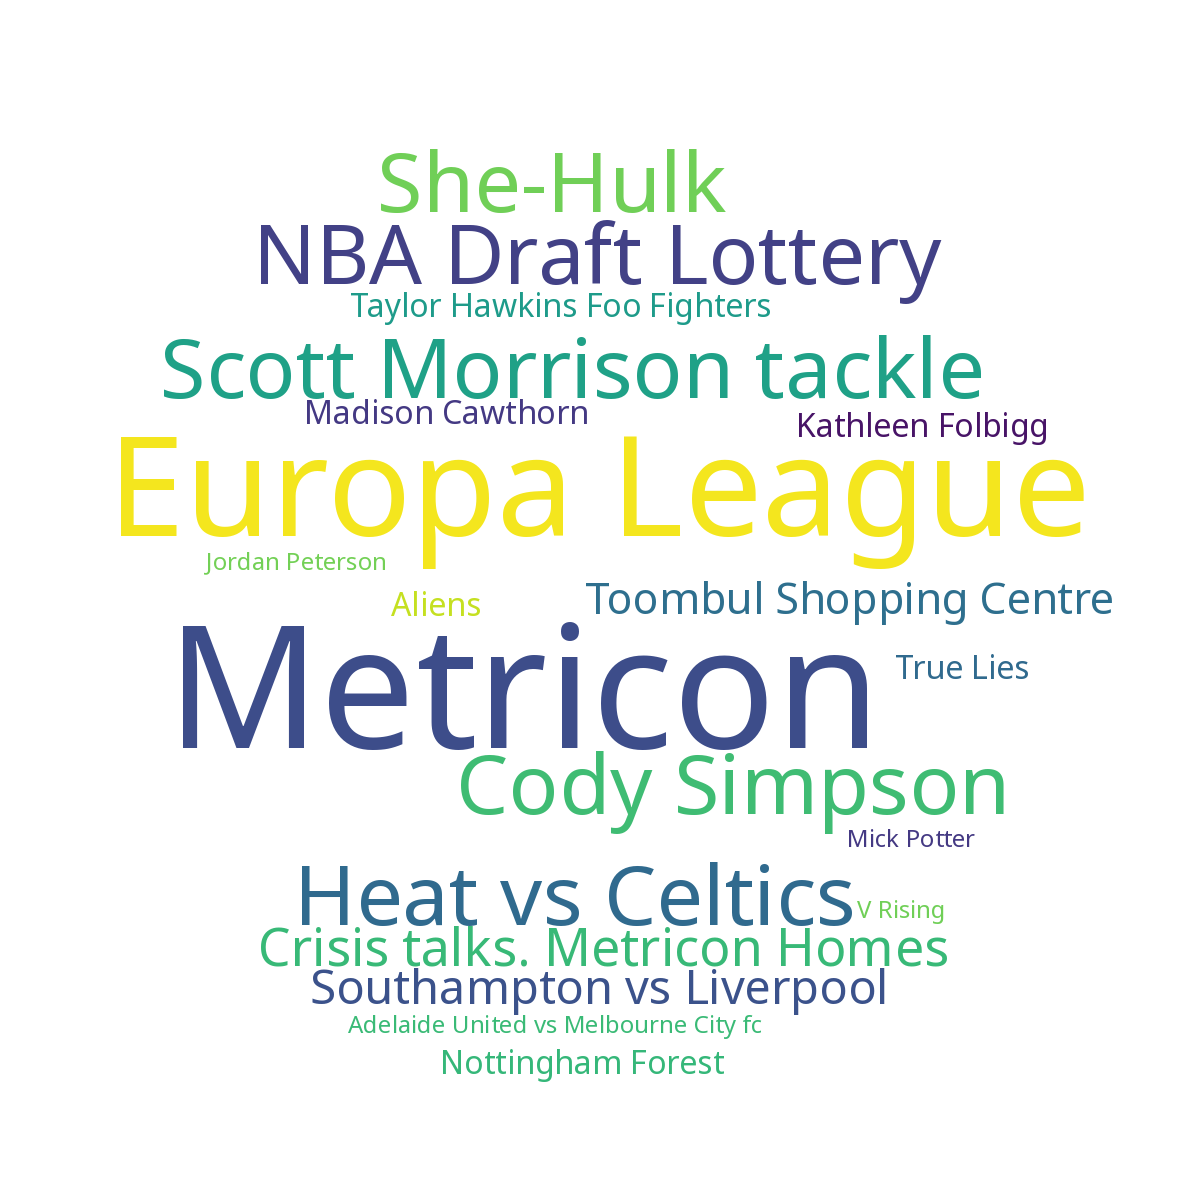 She-Hulk
NBA Draft Lottery
Taylor Hawkins Foo Fighters
Scott Morrison tackle
Madison Cawthorn
Kathleen Folbigg
Europa League
Jordan Peterson
Aliens
Toombul Shopping Centre
Metricon
True Lies
Cody Simpson
Mick Potter
Heat vs Celtics
V Rising
Crisis talks. Metricon Homes
Southampton vs Liverpool
Adelaide United vs Melbourne City fc
Nottingham Forest